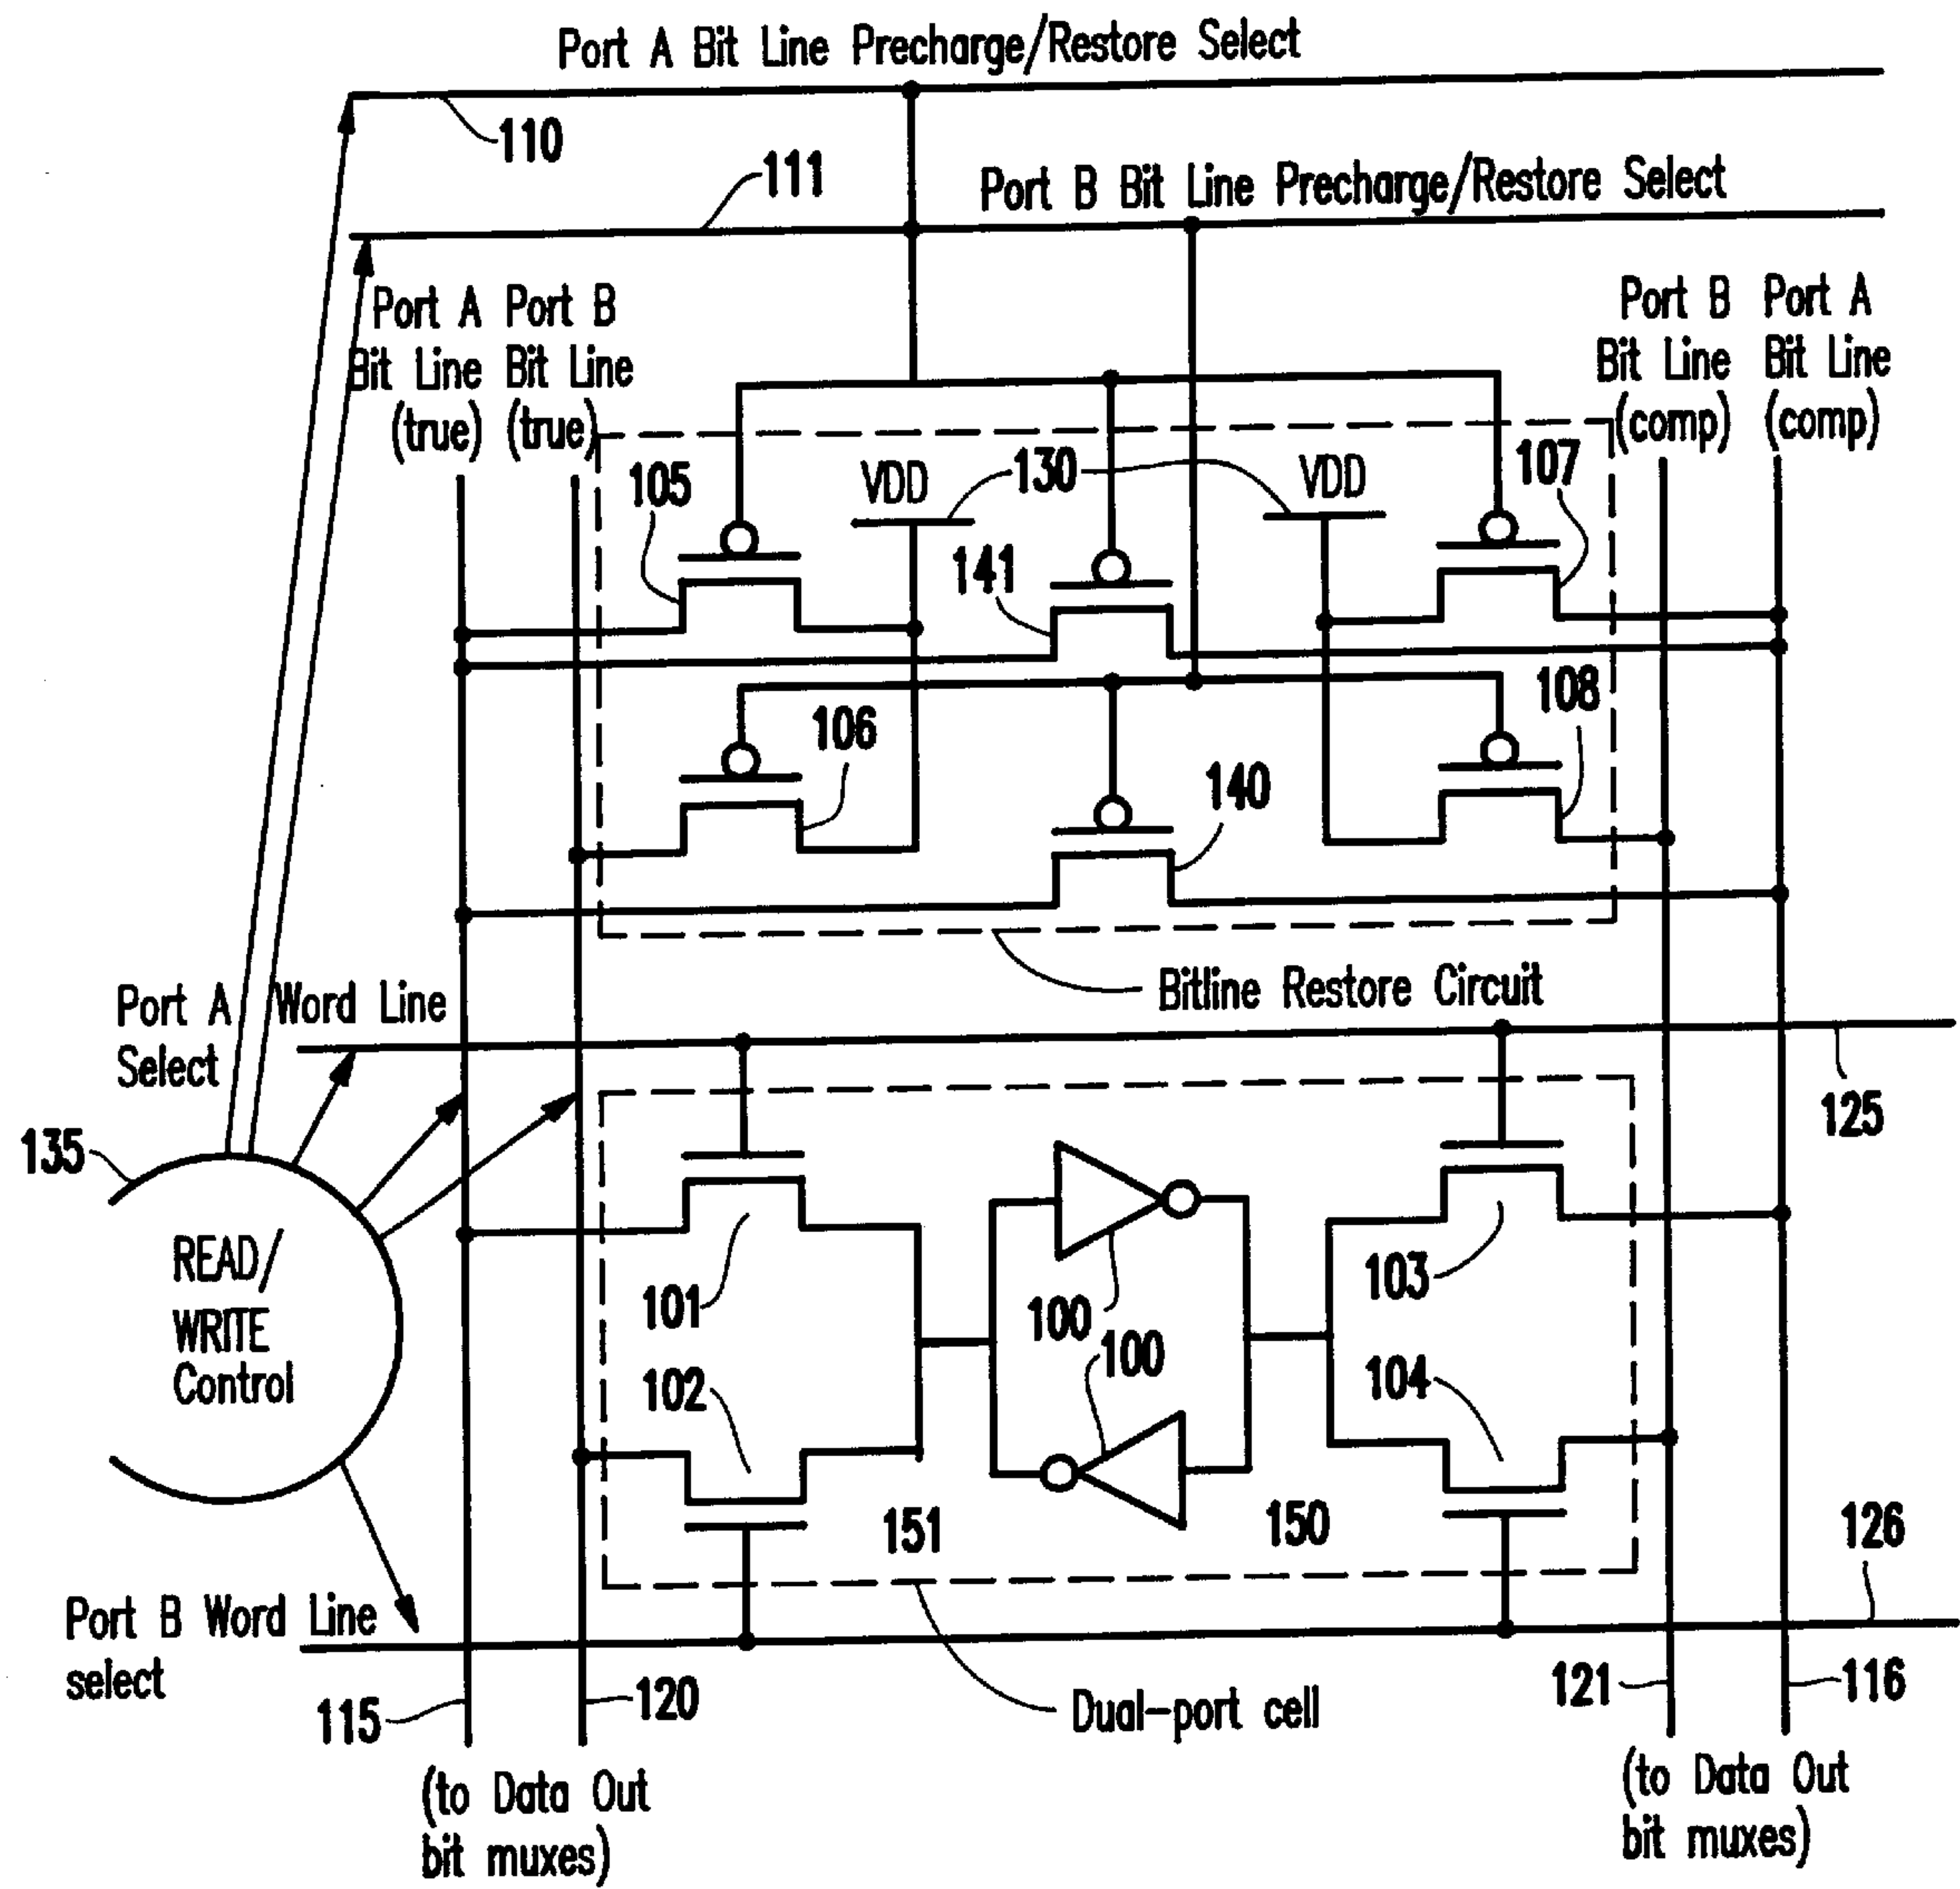 Port A Bit Line Precharge/Restore Select
110
111
Port B Bit Line Precharge/Restore Select
Port A Port B
Bit Line Bit Line
(true) (true)
Port B Port A
Bit Line Bit Line
(comp) (comp)
105
VDD
130
VDD
107
141
106
108
140
Bitline Restore Circuit
Port A Word Line
Select
125
135
READ/
WRITE
Control
101
100
103
102
100
104
151
150
126
Port B Word Line
select
115
120
Dual-port cell
121
116
(to Data Out
bit muxes)
(to Data Out
bit muxes)